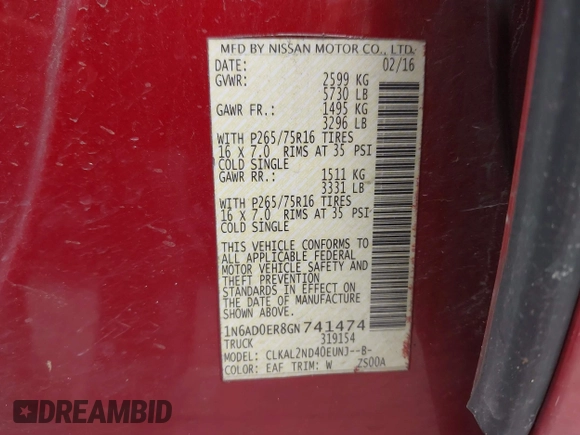 MFD BY NISSAN MOTOR CO., LTD.
DATE: 02/16
GVWR: 2599 KG
5730 LB
GAWR FR.: 1495 KG
3296 LB
WITH P265/75R16 TIRES
16 X 7.0 RIMS AT 35 PSI
COLD SINGLE
GAWR RR.: 1511 KG
3331 LB
WITH P265/75R16 TIRES
16 X 7.0 RIMS AT 35 PSI
COLD SINGLE
THIS VEHICLE CONFORMS TO
ALL APPLICABLE FEDERAL
MOTOR VEHICLE SAFETY AND
THEFT PREVENTION
STANDARDS IN EFFECT ON
THE DATE OF MANUFACTURE
SHOWN ABOVE.
1N6AD0ER8GN741474
TRUCK 319154
MODEL: CLKAL2ND40EUNJ--B-
COLOR: EAF TRIM: W ZS00A
DREAMBID